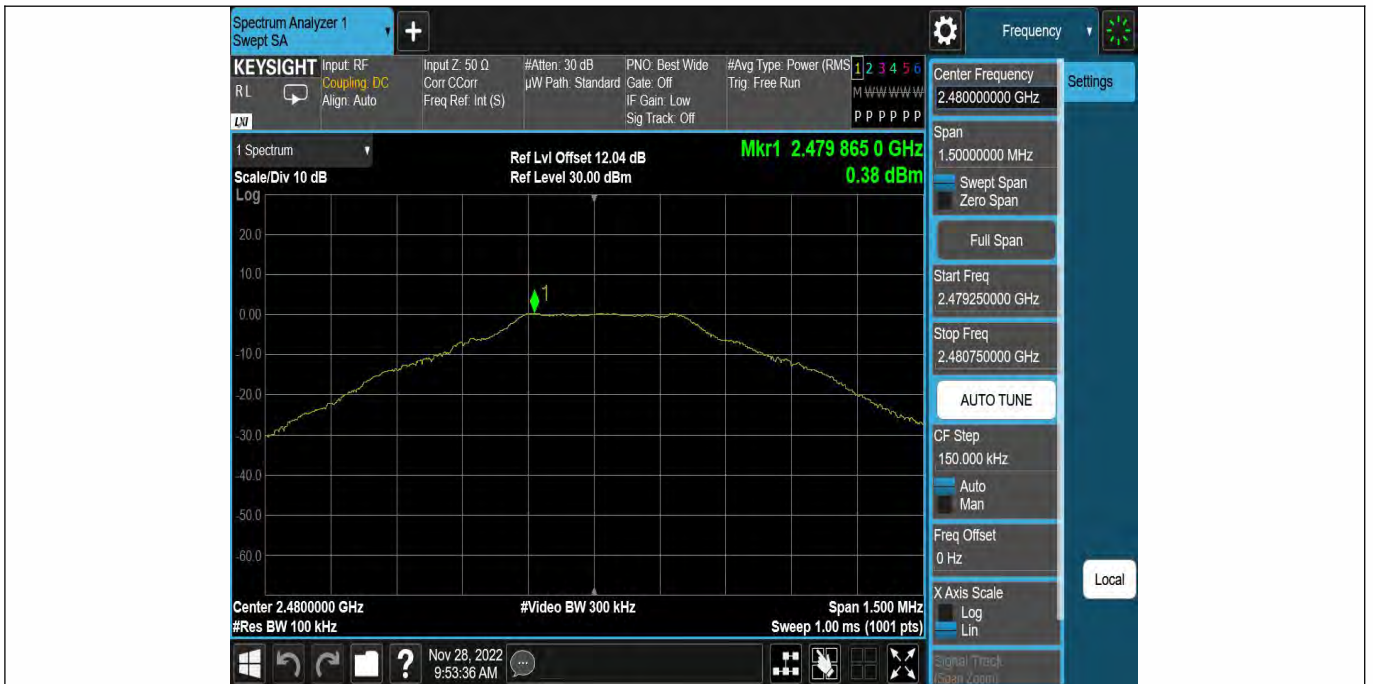 Spectrum Analyzer 1
Swept SA
+
Frequency
KEYSIGHT
RL
LXI
Input: RF
Coupling: DC
Align: Auto
Input Z: 50 Ω
Corr CCorr
Freq Ref: Int (S)
#Atten: 30 dB
µW Path: Standard
PNO: Best Wide
Gate: Off
IF Gain: Low
Sig Track: Off
#Avg Type: Power (RMS
Trig: Free Run
1 2 3 4 5 6
M W W W W W
P P P P P P
1 Spectrum
Scale/Div 10 dB
Log
Ref Lvl Offset 12.04 dB
Ref Level 30.00 dBm
Mkr1 2.479 865 0 GHz
0.38 dBm
20.0
10.0
0.00
-10.0
-20.0
-30.0
-40.0
-50.0
-60.0
1
Center 2.4800000 GHz
#Res BW 100 kHz
#Video BW 300 kHz
Span 1.500 MHz
Sweep 1.00 ms (1001 pts)
Center Frequency
2.480000000 GHz
Span
1.50000000 MHz
Swept Span
Zero Span
Full Span
Start Freq
2.479250000 GHz
Stop Freq
2.480750000 GHz
AUTO TUNE
CF Step
150.000 kHz
Auto
Man
Freq Offset
0 Hz
X Axis Scale
Log
Lin
Signal Track
(Span Zoom)
Settings
Local
?
Nov 28, 2022
9:53:36 AM